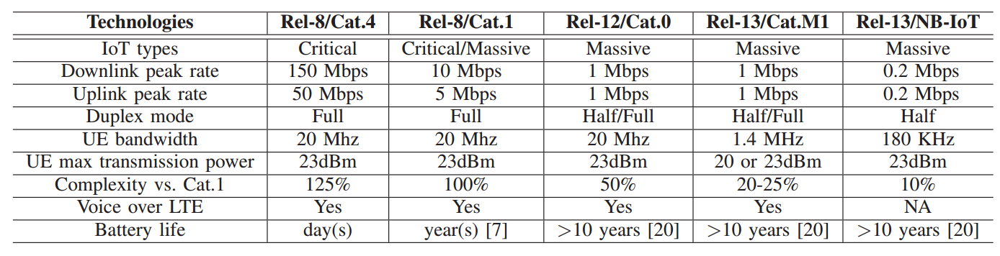 Technologies Rel-8/Cat.4 Rel-8/Cat.1 Rel-12/Cat.0 Rel-13/Cat.M1 Rel-13/NB-IoT
IoT types Critical Critical/Massive Massive Massive Massive
Downlink peak rate 150 Mbps 10 Mbps 1 Mbps 1 Mbps 0.2 Mbps
Uplink peak rate 50 Mbps 5 Mbps 1 Mbps 1 Mbps 0.2 Mbps
Duplex mode Full Full Half/Full Half/Full Half
UE bandwidth 20 Mhz 20 Mhz 20 Mhz 1.4 MHz 180 KHz
UE max transmission power 23dBm 23dBm 23dBm 20 or 23dBm 23dBm
Complexity vs. Cat.1 125% 100% 50% 20-25% 10%
Voice over LTE Yes Yes Yes Yes NA
Battery life day(s) year(s) [7] >10 years [20] >10 years [20] >10 years [20]